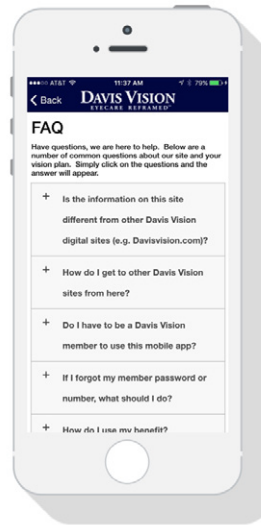 AT&T 11:37 AM 79%
Back DAVIS VISION
EYECARE REFRAMED
FAQ
Have questions, we are here to help. Below are a
number of common questions about our site and your
vision plan. Simply click on the questions and the
answer will appear.
+ Is the information on this site
different from other Davis Vision
digital sites (e.g. Davisvision.com)?
+ How do I get to other Davis Vision
sites from here?
+ Do I have to be a Davis Vision
member to use this mobile app?
+ If I forgot my member password or
number, what should I do?
+ How do I use my benefit?